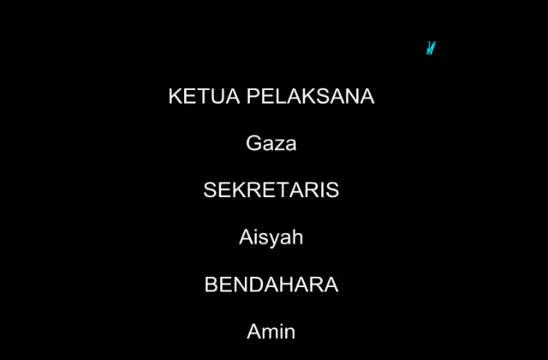 KETUA PELAKSANA
Gaza
SEKRETARIS
Aisyah
BENDAHARA
Amin